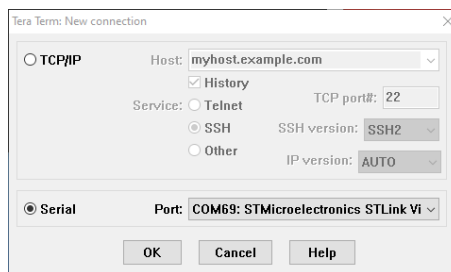 Tera Term: New connection
TCP/IP
Host: myhost.example.com
History
Service: Telnet
TCP port#: 22
SSH
SSH version: SSH2
Other
IP version: AUTO
Serial
Port: COM69: STMicroelectronics STLink Vi
OK Cancel Help